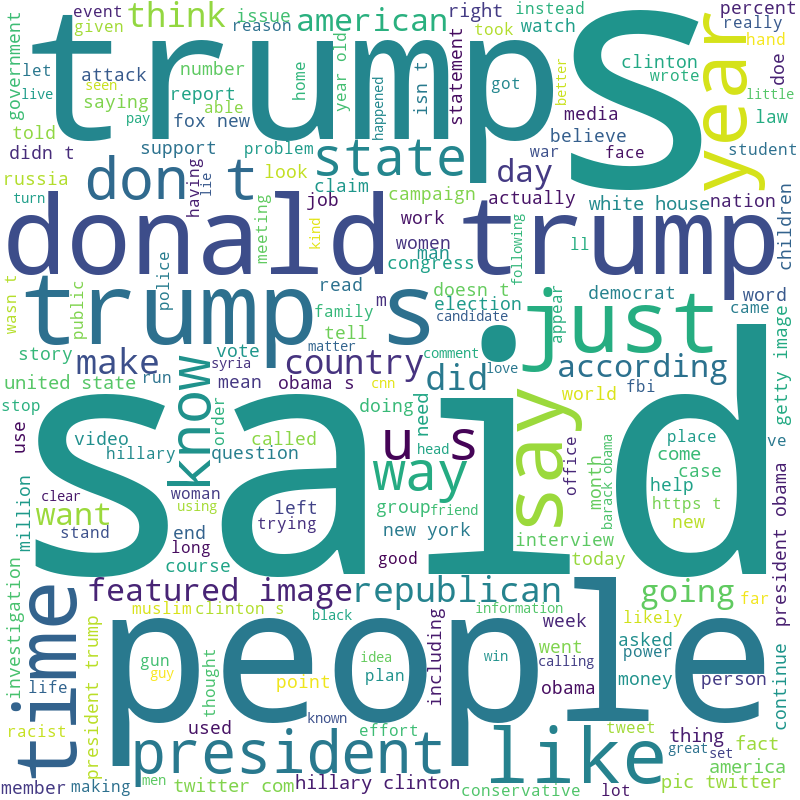 event
given
think
issue
reason
american
right
took
instead
watch
percent
really
hand
trump
s
government
let
live
seen
attack
saying
pay
report
number
able
fox new
home
year old
happened
isn t
got
statement
better
media
believe
clinton
wrote
year
doe
little
law
student
told
didn t
russia
turn
don t
having
lie
support
problem
look
state
claim
campaign
day
actually
war
face
white house
nation
children
donald trump
job
meeting
kind
work
women
man
congress
following
ll
wasn t
public
trump s
police
read
family
tell
m
doesn t
election
candidate
appear
democrat
word
came
just
getty image
story
make
run
vote
syria
matter
country
mean
obama s
cnn
comment
did
love
according
world
fbi
united state
stop
use
video
know
hillary
order
called
question
doing
need
head
u s
way
say
office
month
barack obama
place
come
case
help
https t
new
ve
president obama
said
million
clear
want
stand
woman
using
end
long
course
left
trying
group
friend
new york
good
interview
today
investigation
time
life
racist
featured image
republican
going
muslim
clinton s
black
information
likely
far
president trump
gun
guy
thought
point
idea
plan
known
people
including
week
went
win
calling
obama
asked
power
money
person
continue
used
effort
president
like
tweet
thing
great
set
fact
america
member
making
men
twitter com
hillary clinton
conservative
lot
pic twitter